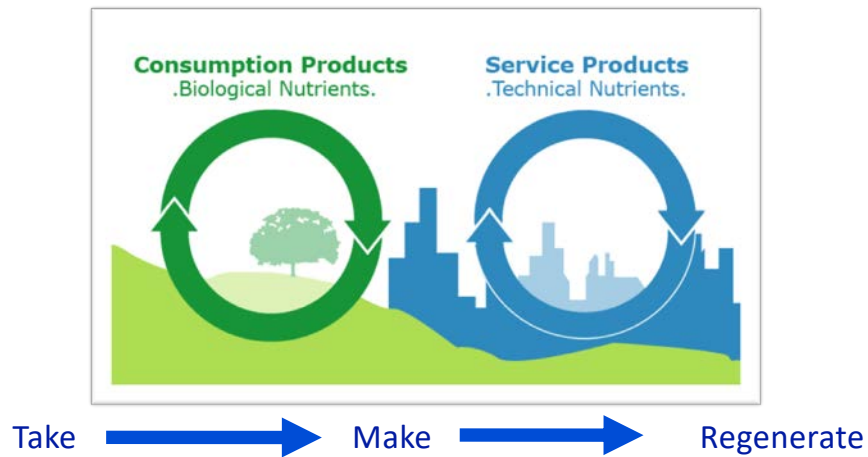 Consumption Products
.Biological Nutrients.
Service Products
.Technical Nutrients.
Take Make Regenerate